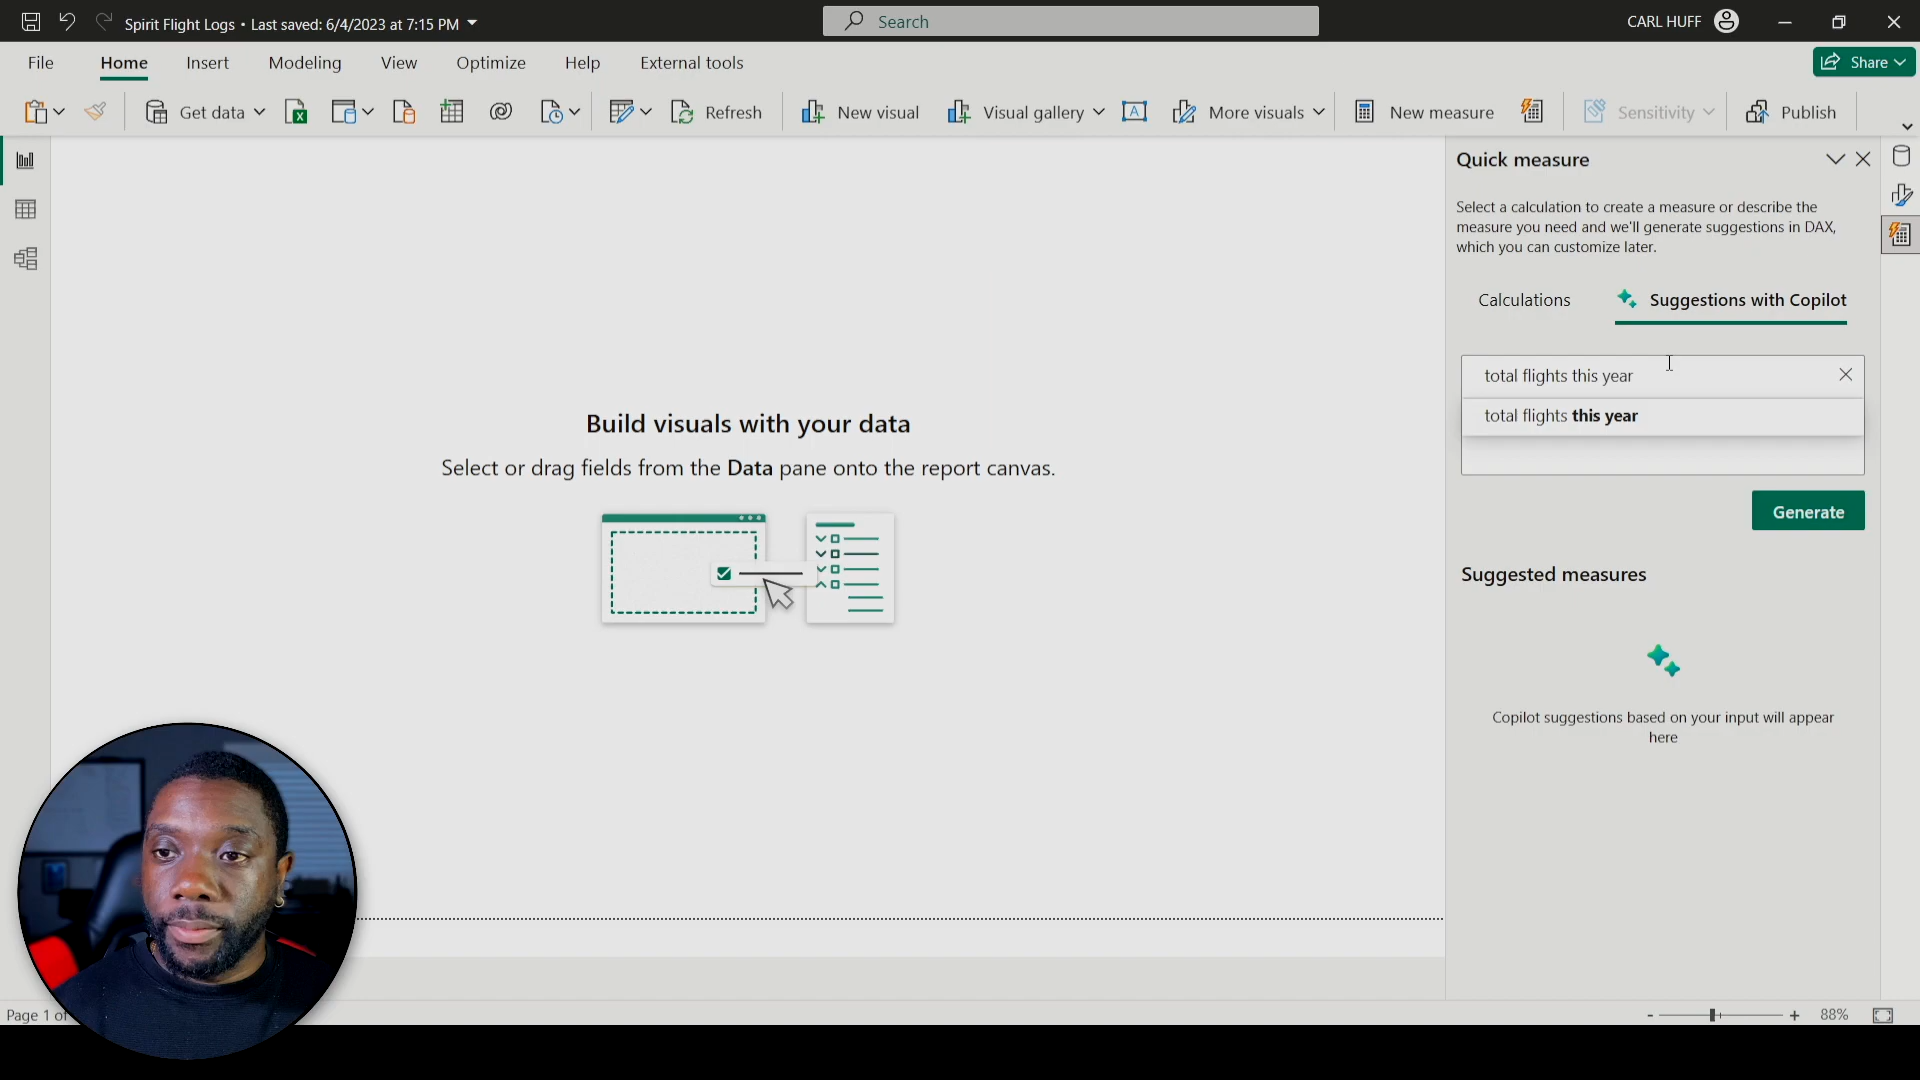 Spirit Flight Logs • Last saved: 6/4/2023 at 7:15 PM
Search
CARL HUFF
File
Home
Insert
Modeling
View
Optimize
Help
External tools
Share
Get data
Refresh
New visual
Visual gallery
A
More visuals
New measure
Sensitivity
Publish
Quick measure
Select a calculation to create a measure or describe the
measure you need and we'll generate suggestions in DAX,
which you can customize later.
Calculations
Suggestions with Copilot
total flights this year
total flights this year
Generate
Suggested measures
Copilot suggestions based on your input will appear
here
Build visuals with your data
Select or drag fields from the Data pane onto the report canvas.
Page 1 of
- + 88%